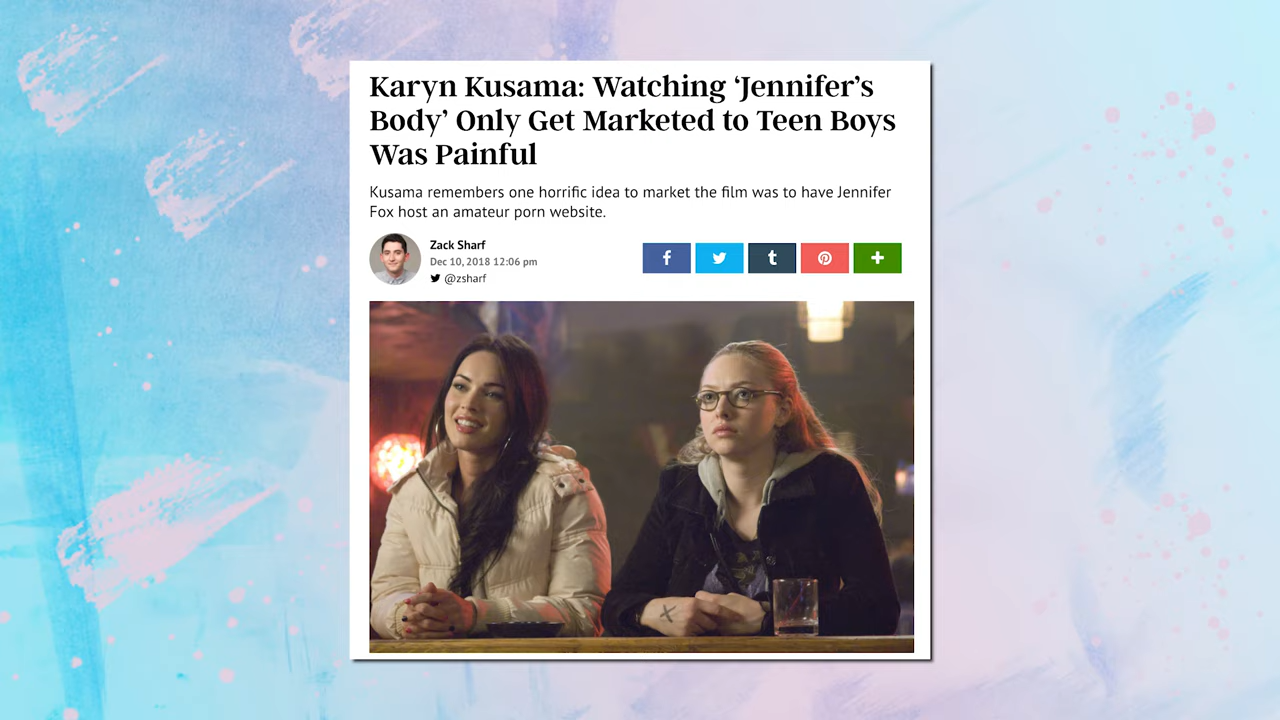 Karyn Kusama: Watching ‘Jennifer’s
Body’ Only Get Marketed to Teen Boys
Was Painful
Kusama remembers one horrific idea to market the film was to have Jennifer
Fox host an amateur porn website.
Zack Sharf
Dec 10, 2018 12:06 pm
@zsharf